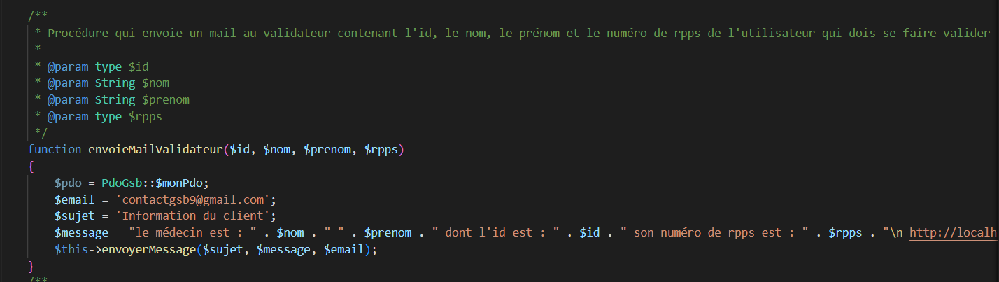 /**
* Procédure qui envoie un mail au validateur contenant l'id, le nom, le prénom et le numéro de rpps de l'utilisateur qui dois se faire valider
*
* @param type $id
* @param String $nom
* @param String $prenom
* @param type $rpps
*/
function envoieMailValidateur($id, $nom, $prenom, $rpps)
{
$pdo = PdoGsb::$monPdo;
$email = 'contactgsb9@gmail.com';
$sujet = 'Information du client';
$message = "le médecin est : " . $nom . " " . $prenom . " dont l'id est : " . $id . " son numéro de rpps est : " . $rpps . "\n http://localh
$this->envoyerMessage($sujet, $message, $email);
}
/**